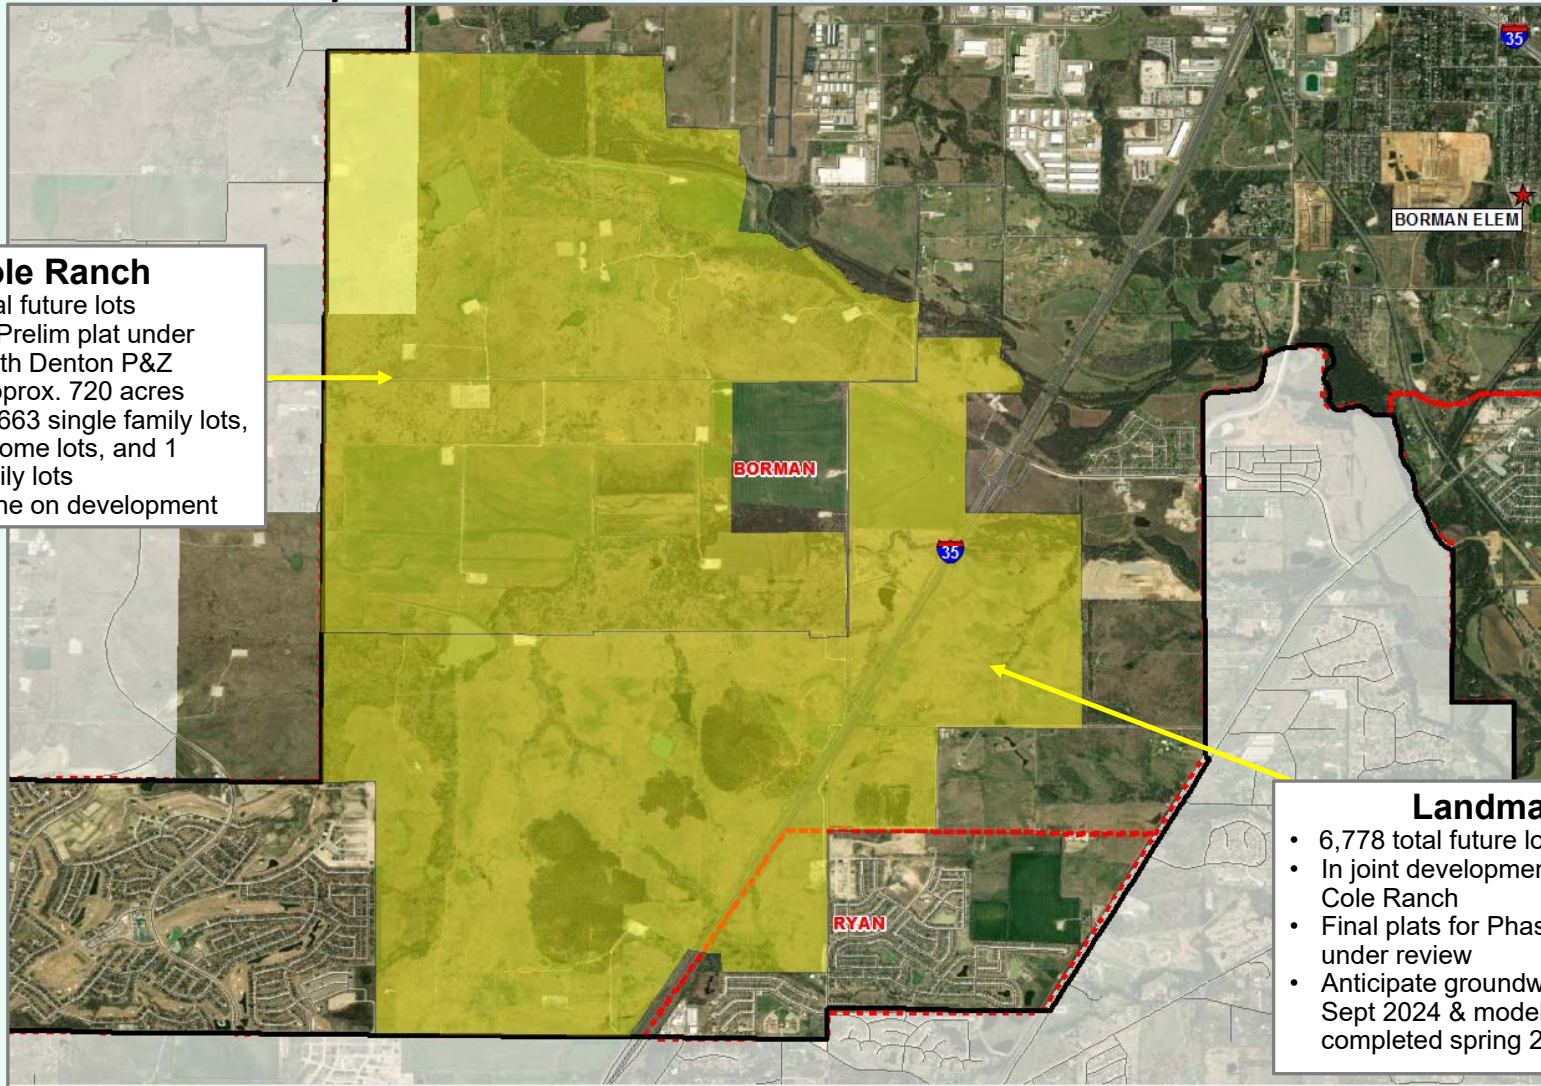 ole Ranch
al future lots
Prelim plat under
th Denton P&Z
pprox. 720 acres
663 single family lots,
ome lots, and 1
ily lots
ne on development
35
BORMAN ELEM
BORMAN
35
RYAN
Landma
• 6,778 total future lo
• In joint developmen
Cole Ranch
• Final plats for Phas
under review
• Anticipate groundw
Sept 2024 & model
completed spring 2